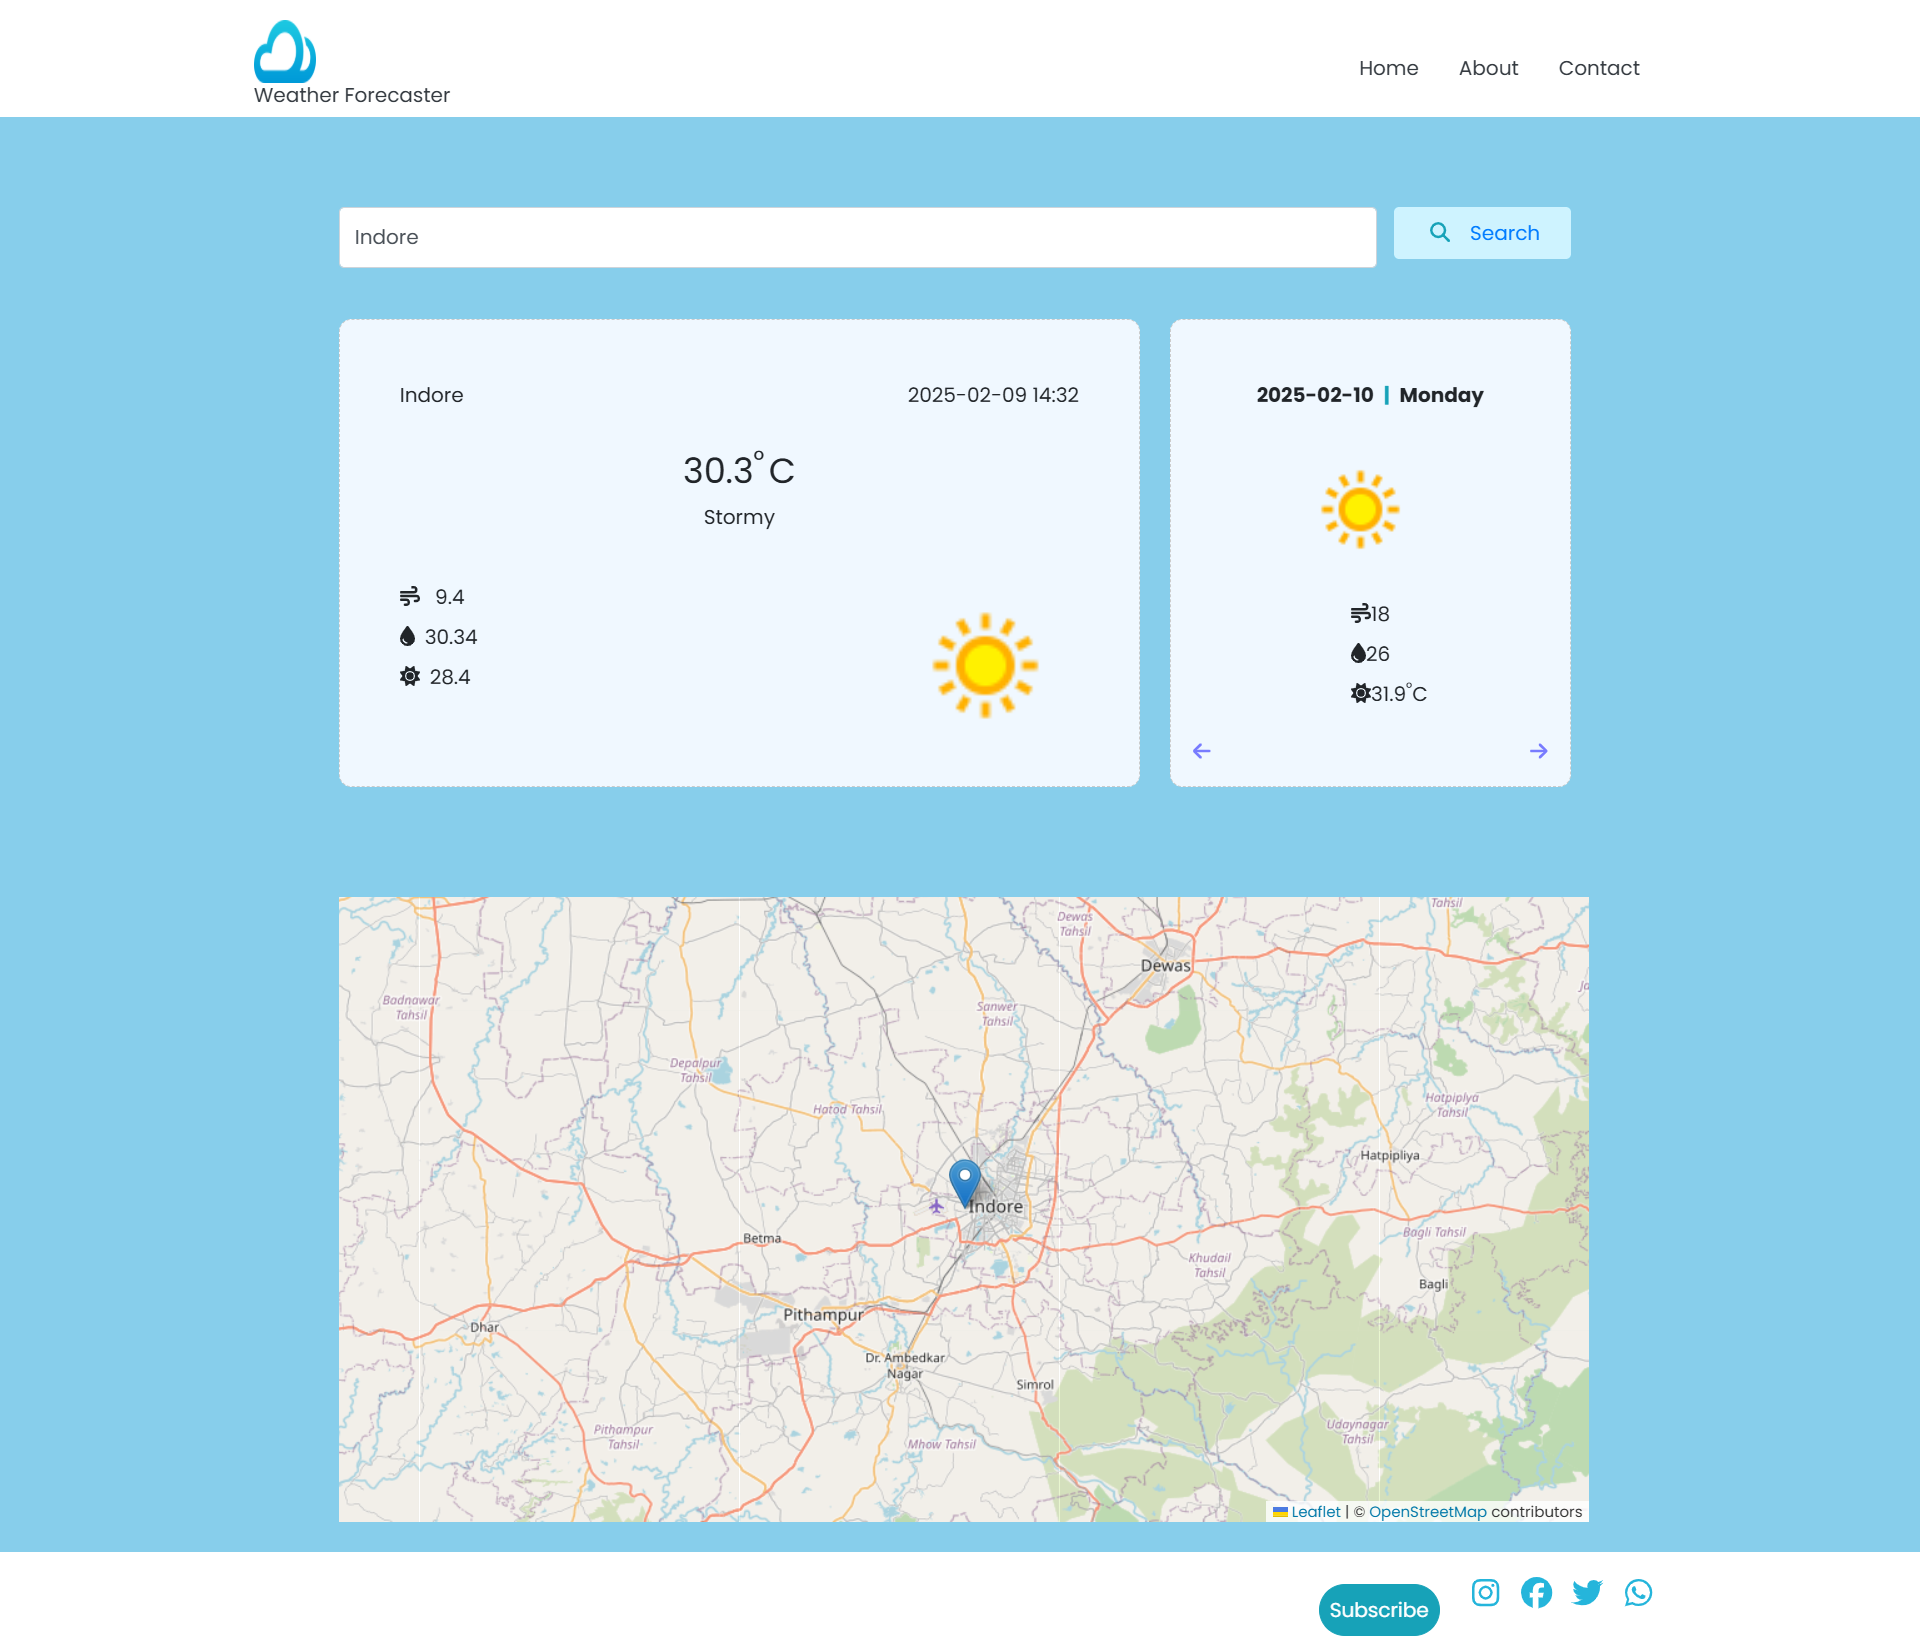 Weather Forecaster
Home About Contact
Indore
Search
Indore 2025-02-09 14:32
30.3°C
Stormy
9.4
30.34
28.4
2025-02-10 | Monday
18
26
31.9°C
Tahsil
Dewas
Tahsil
Dewas
Badnawar
Tahsil
Sanwer
Tahsil
Depalpur
Tahsil
Hatod Tahsil
Hatpiplya
Tahsil
Hatpipliya
Indore
Betma
Bagli Tahsil
Khudail
Tahsil
Bagli
Pithampur
Dhar
Dr. Ambedkar
Nagar
Simrol
Pithampur
Tahsil
Mhow Tahsil
Udaynagar
Tahsil
Leaflet | © OpenStreetMap contributors
Subscribe